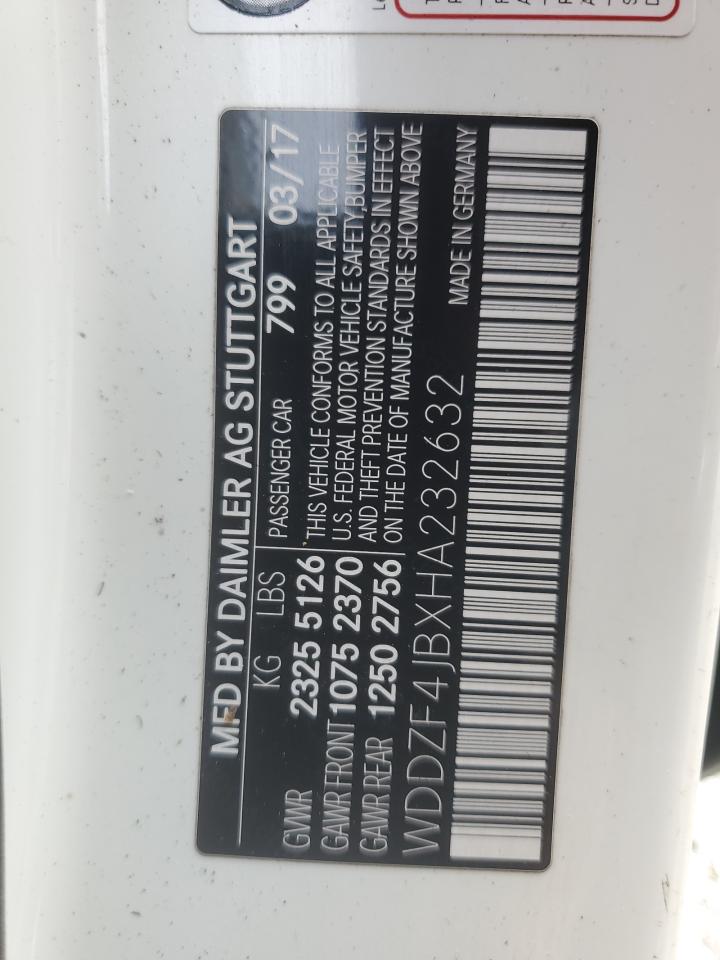 MFD BY DAIMLER AG STUTTGART
KG LBS PASSENGER CAR 799 03/17
GVWR 2325 5126 THIS VEHICLE CONFORMS TO ALL APPLICABLE
GAWR FRONT 1075 2370 U.S. FEDERAL MOTOR VEHICLE SAFETY,BUMPER
GAWR REAR 1250 2756 AND THEFT PREVENTION STANDARDS IN EFFECT
ON THE DATE OF MANUFACTURE SHOWN ABOVE
WDDZF4JBXHA232632 MADE IN GERMANY